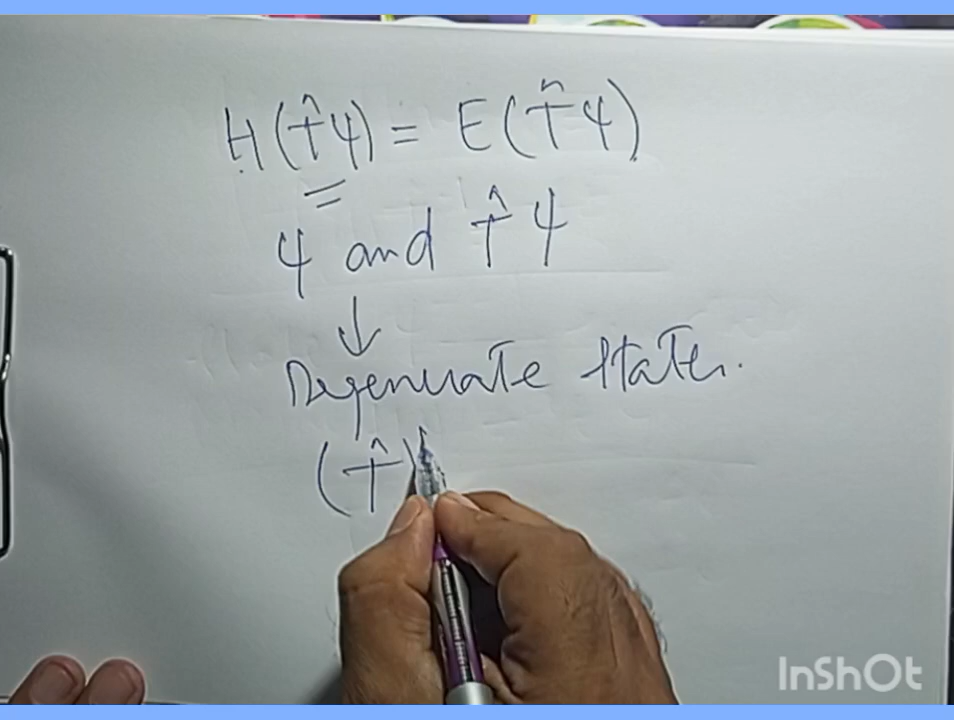 H(T̂ψ) = E(T̂ψ)
ψ and T̂ψ
↓
Degenerate States.
(T̂)
InShOt